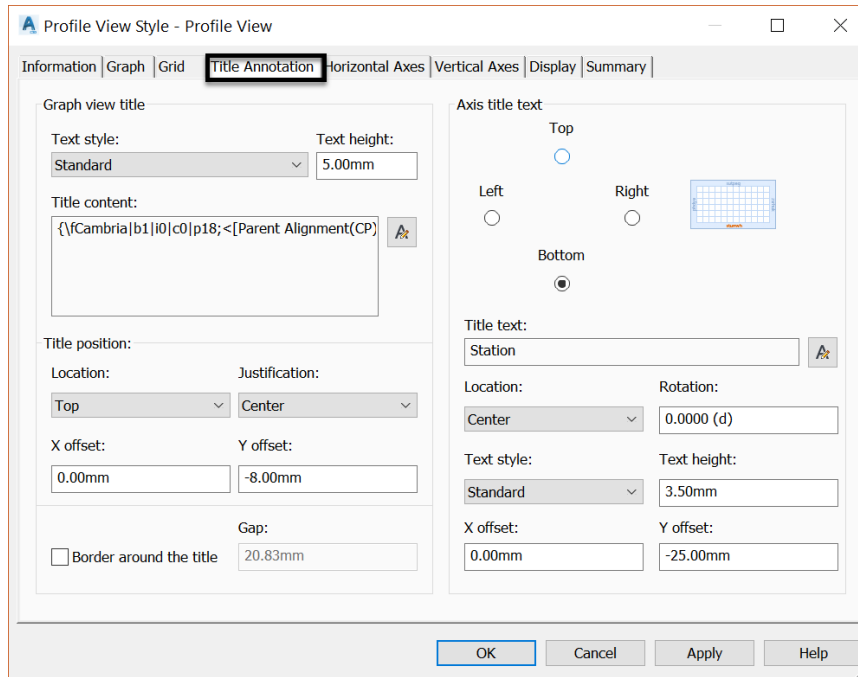 Profile View Style - Profile View
Information Graph Grid Title Annotation Horizontal Axes Vertical Axes Display Summary
Graph view title
Text style: Text height:
Standard 5.00mm
Title content:
{\fCambria|b1|i0|c0|p18;<[Parent Alignment(CP)
Title position:
Location: Justification:
Top Center
X offset: Y offset:
0.00mm -8.00mm
Gap:
Border around the title 20.83mm
Axis title text
Top
Left Right
Bottom
Title text:
Station
Location: Rotation:
Center 0.0000 (d)
Text style: Text height:
Standard 3.50mm
X offset: Y offset:
0.00mm -25.00mm
OK Cancel Apply Help